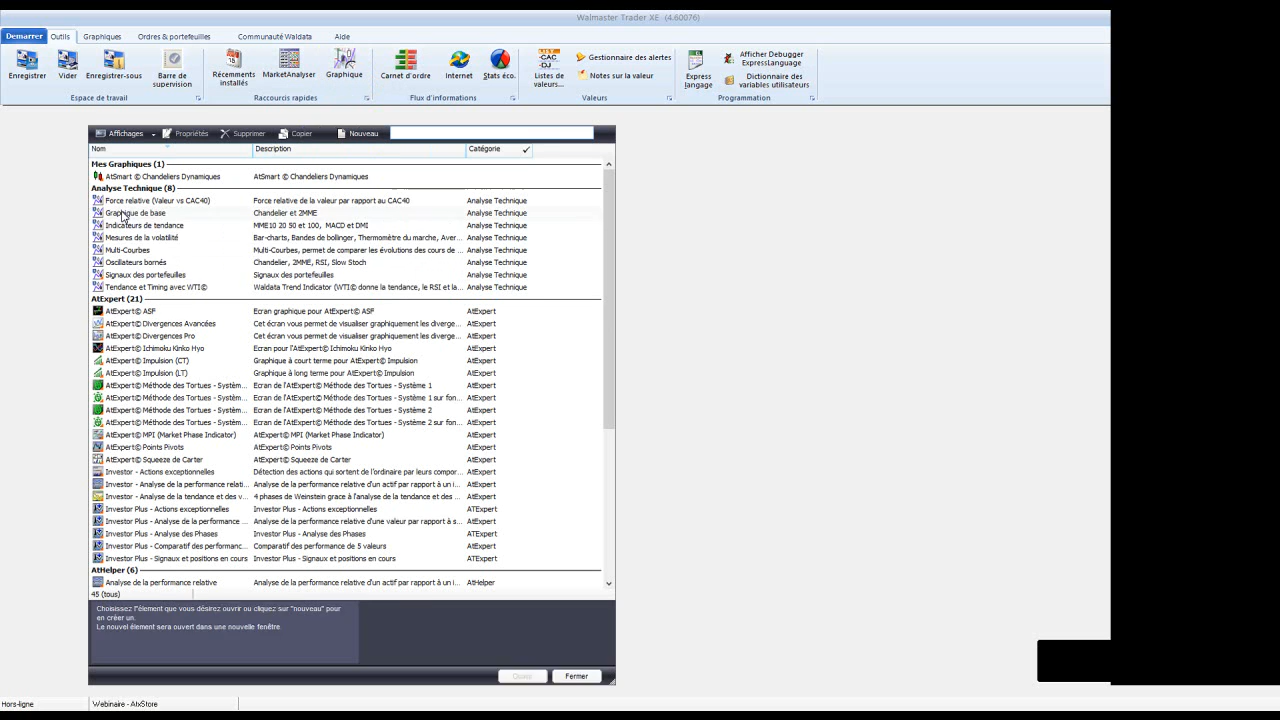 Walmaster Trader XE (4.60076)
Demarrer Outils Graphiques Ordres & portefeuilles Communauté Waldata Aide
Enregistrer Vider Enregistrer-sous Barre de supervision
Espace de travail
Récemments installés MarketAnalyser Graphique
Raccourcis rapides
Carnet d'ordre Internet Stats éco.
Flux d'informations
Listes de valeurs... Gestionnaire des alertes
Notes sur la valeur
Valeurs
Express langage Afficher Debugger ExpressLanguage
Dictionnaire des variables utilisateurs
Programmation
Affichages Propriétés Supprimer Copier Nouveau
Nom Description Catégorie
Mes Graphiques (1)
AtSmart © Chandeliers Dynamiques AtSmart © Chandeliers Dynamiques
Analyse Technique (8)
Force relative (Valeur vs CAC40) Force relative de la valeur par rapport au CAC40 Analyse Technique
Graphique de base Chandelier et 2MME Analyse Technique
Indicateurs de tendance MME10 20 50 et 100, MACD et DMI Analyse Technique
Mesures de la volatilité Bar-charts, Bandes de bollinger, Thermomètre du marche, Aver... Analyse Technique
Multi-Courbes Multi-Courbes, permet de comparer les évolutions des cours de ... Analyse Technique
Oscillateurs bornés Chandelier, 2MME, RSI, Slow Stoch Analyse Technique
Signaux des portefeuilles Signaux des portefeuilles Analyse Technique
Tendance et Timing avec WTI© Waldata Trend Indicator (WTI© donne la tendance, le RSI et la... Analyse Technique
AtExpert (21)
AtExpert© ASF Ecran graphique pour AtExpert© ASF AtExpert
AtExpert© Divergences Avancées Cet écran vous permet de visualiser graphiquement les diverge... AtExpert
AtExpert© Divergences Pro Cet écran vous permet de visualiser graphiquement les diverge... AtExpert
AtExpert© Ichimoku Kinko Hyo Ecran pour l'AtExpert© Ichimoku Kinko Hyo AtExpert
AtExpert© Impulsion (CT) Graphique à court terme pour AtExpert© Impulsion AtExpert
AtExpert© Impulsion (LT) Graphique à long terme pour AtExpert© Impulsion AtExpert
AtExpert© Méthode des Tortues - Systèm... Ecran de l'AtExpert© Méthode des Tortues - Système 1 AtExpert
AtExpert© Méthode des Tortues - Systèm... Ecran de l'AtExpert© Méthode des Tortues - Système 1 sur fon... AtExpert
AtExpert© Méthode des Tortues - Systèm... Ecran de l'AtExpert© Méthode des Tortues - Système 2 AtExpert
AtExpert© Méthode des Tortues - Systèm... Ecran de l'AtExpert© Méthode des Tortues - Système 2 sur fon... AtExpert
AtExpert© MPI (Market Phase Indicator) AtExpert© MPI (Market Phase Indicator) AtExpert
AtExpert© Points Pivots AtExpert© Points Pivots AtExpert
AtExpert© Squeeze de Carter AtExpert© Squeeze de Carter AtExpert
Investor - Actions exceptionnelles Détection des actions qui sortent de l'ordinaire par leurs compor... AtExpert
Investor - Analyse de la performance relati... Analyse de la performance relative d'un actif par rapport à un i... AtExpert
Investor - Analyse de la tendance et des v... 4 phases de Weinstein grace à l'analyse de la tendance et des ... AtExpert
Investor Plus - Actions exceptionnelles Investor Plus - Actions exceptionnelles ATExpert
Investor Plus - Analyse de la performance ... Analyse de la performance relative d'une valeur par rapport à s... AtExpert
Investor Plus - Analyse des Phases Investor Plus - Analyse des Phases ATExpert
Investor Plus - Comparatif des performanc... Comparatif des performance de 5 valeurs AtExpert
Investor Plus - Signaux et positions en cours Investor Plus - Signaux et positions en cours ATExpert
AtHelper (6)
Analyse de la performance relative Analyse de la performance relative d'un actif par rapport à un i... AtHelper
45 (tous)
Choisissez l'élement que vous désirez ouvrir ou cliquez sur "nouveau" pour
en créer un.
Le nouvel élement sera ouvert dans une nouvelle fenêtre.
Ouvrir Fermer
Hors-ligne Webinaire - AtxStore